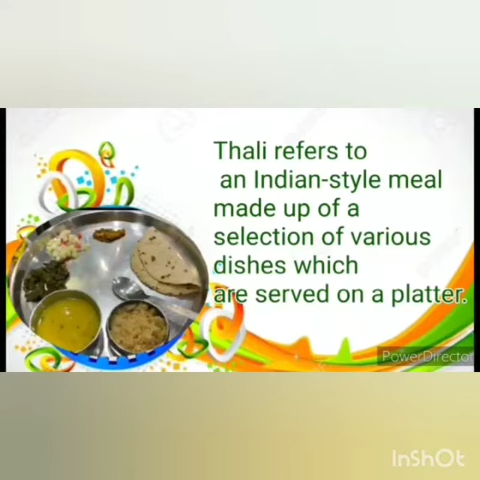 Thali refers to
an Indian-style meal
made up of a
selection of various
dishes which
are served on a platter.
PowerDirector
InShOt